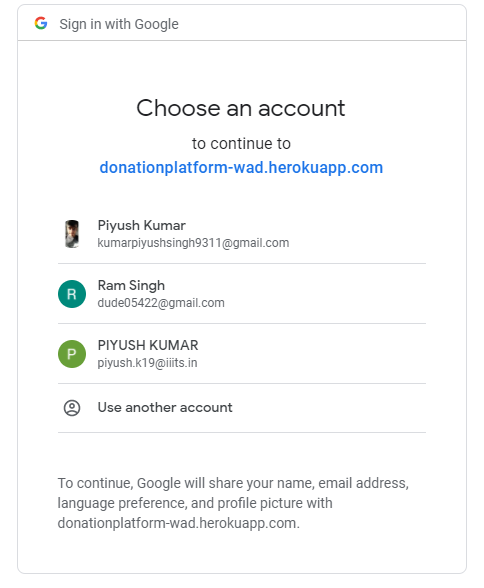 Sign in with Google
Choose an account
to continue to
donationplatform-wad.herokuapp.com
Piyush Kumar
kumarpiyushsingh9311@gmail.com
R
Ram Singh
dude05422@gmail.com
P
PIYUSH KUMAR
piyush.k19@iiits.in
Use another account
To continue, Google will share your name, email address,
language preference, and profile picture with
donationplatform-wad.herokuapp.com.